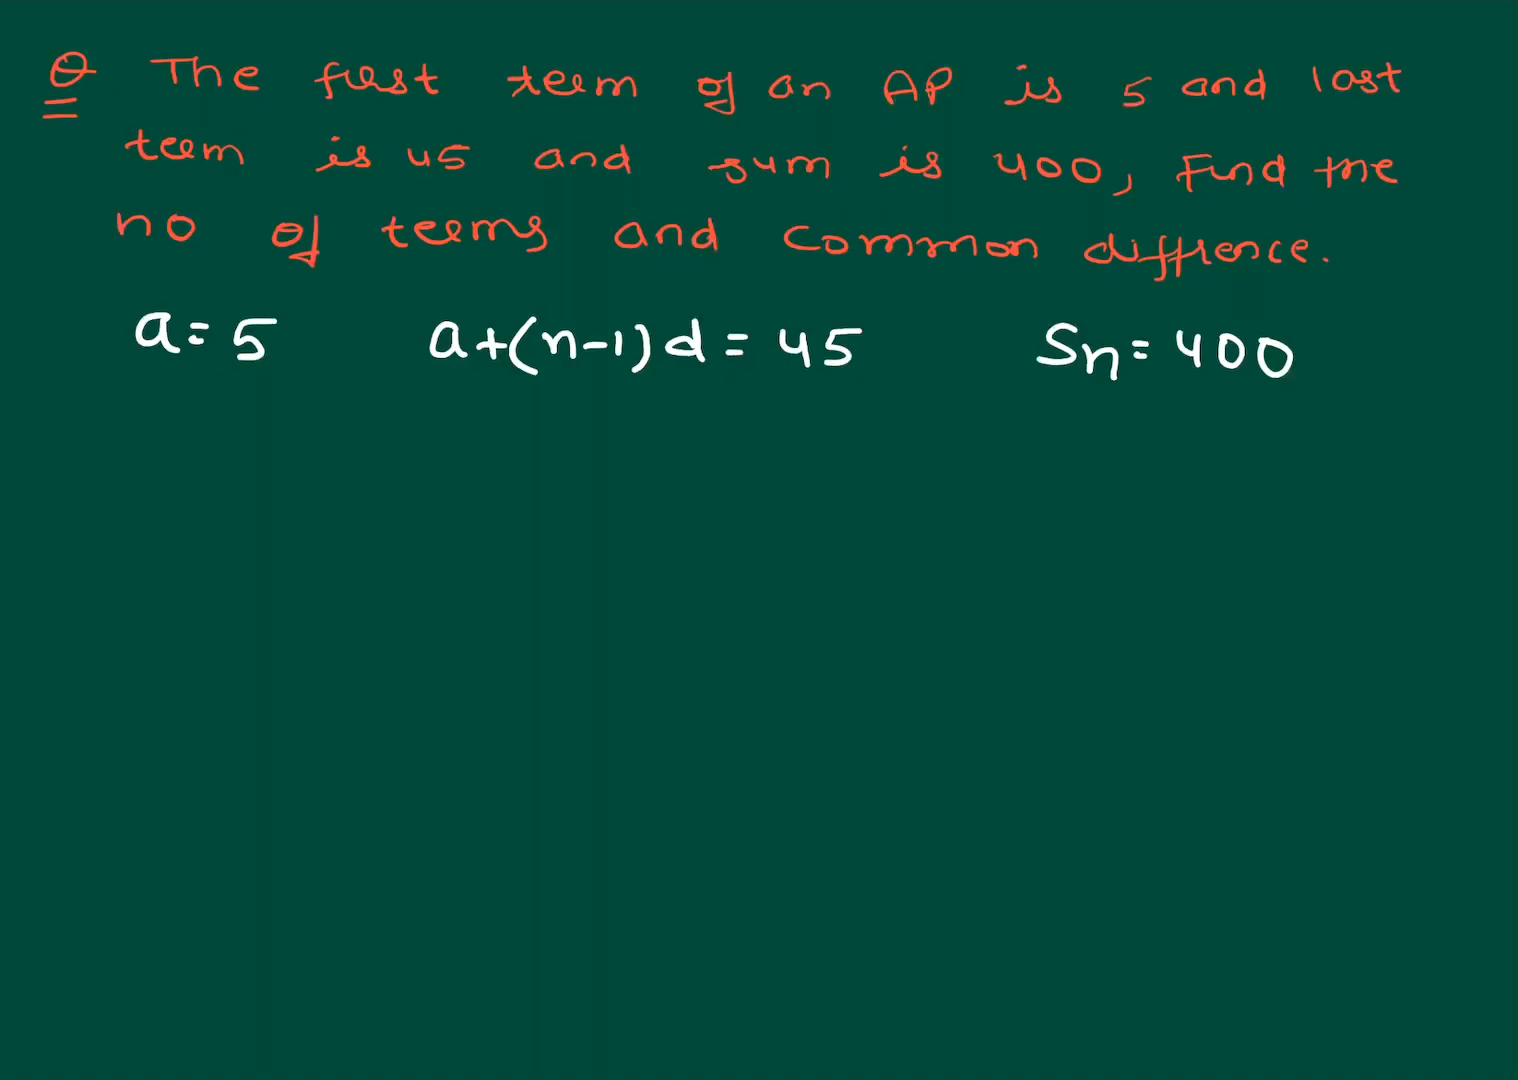 Q The first term of an AP is 5 and last
term is 45 and sum is 400, Find the
no of terms and common diffrence.
a = 5 a+(n-1)d = 45 Sn = 400